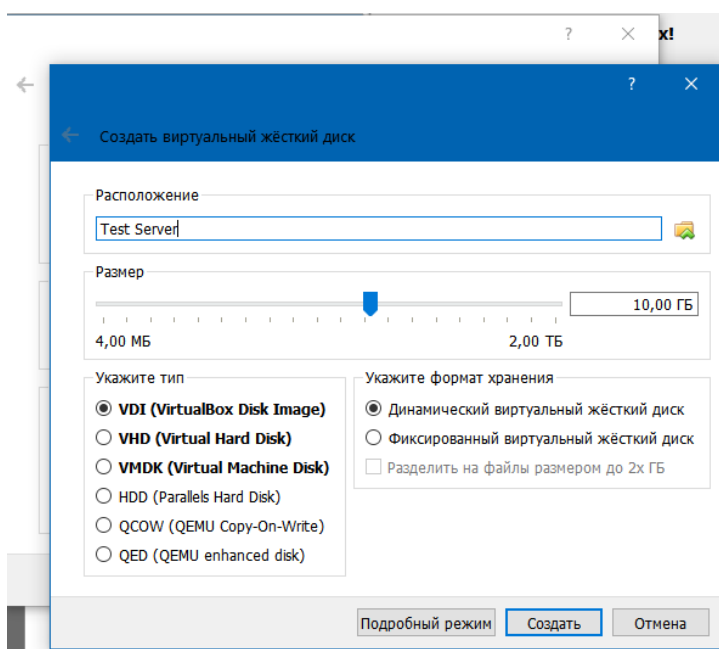 ?
х!
?
Создать виртуальный жёсткий диск
Расположение
Test Server
Размер
10,00 ГБ
4,00 МБ 2,00 ТБ
Укажите тип
VDI (VirtualBox Disk Image)
VHD (Virtual Hard Disk)
VMDK (Virtual Machine Disk)
HDD (Parallels Hard Disk)
QCOW (QEMU Copy-On-Write)
QED (QEMU enhanced disk)
Укажите формат хранения
Динамический виртуальный жёсткий диск
Фиксированный виртуальный жёсткий диск
Разделить на файлы размером до 2х ГБ
Подробный режим Создать Отмена